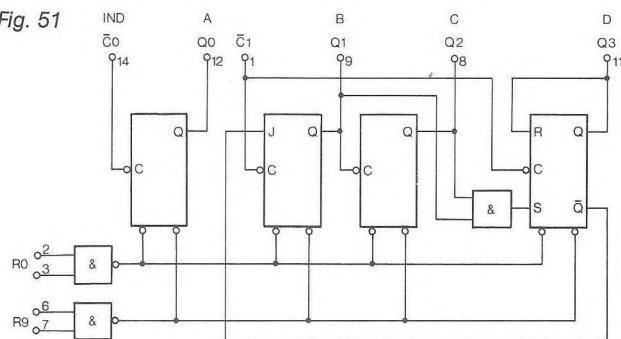 Fig. 51
IND A B C D
C̅0 Q0 C̅1 Q1 Q2 Q3
14 12 1 9 8 11
Q J Q Q R Q
C C C C
& S Q̅
R0 2 3 &
R9 6 7 &